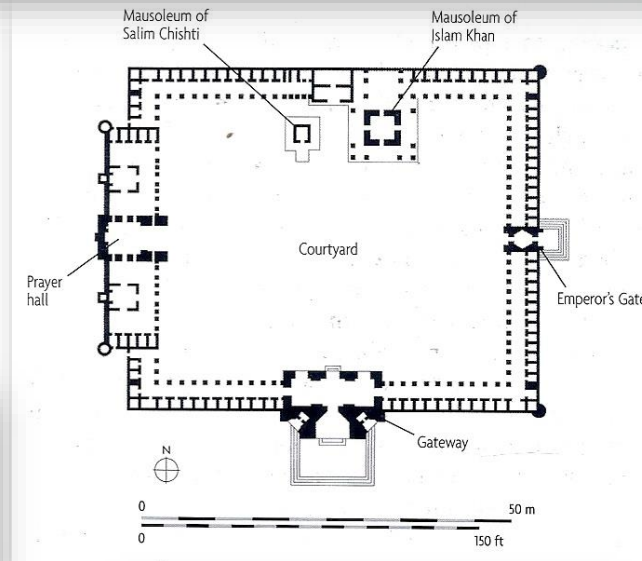 Mausoleum of
Salim Chishti
Mausoleum of
Islam Khan
Courtyard
Prayer
hall
Emperor's Gate
Gateway
N
0 50 m
0 150 ft